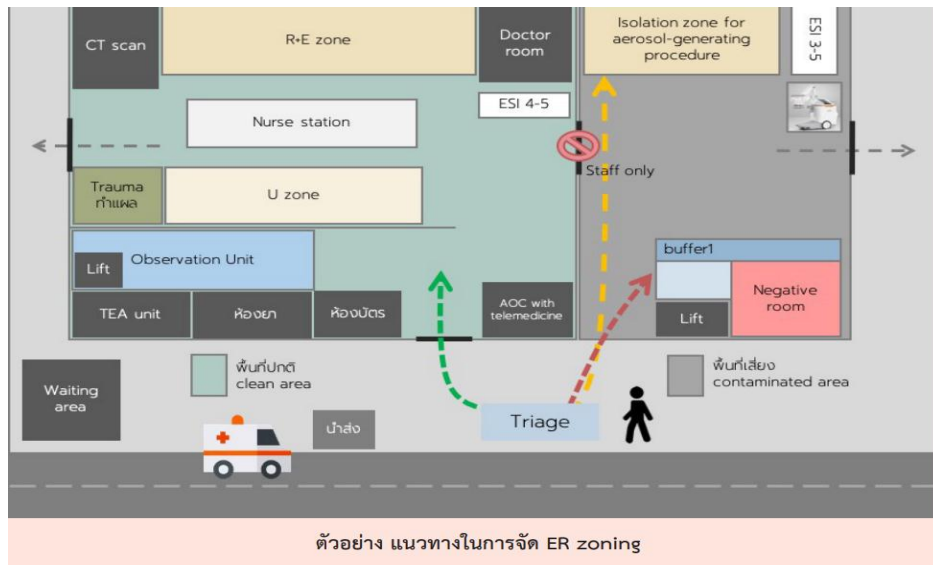 CT scan
R+E zone
Doctor
room
Isolation zone for
aerosol-generating
procedure
ESI 3-5
ESI 4-5
Nurse station
Staff only
Trauma
ทำแผล
U zone
buffer1
Observation Unit
Lift
Negative
room
Lift
TEA unit
ห้องยา
ห้องบัตร
AOC with
telemedicine
พื้นที่ปกติ
clean area
พื้นที่เสี่ยง
contaminated area
Waiting
area
นำส่ง
Triage
ตัวอย่าง แนวทางในการจัด ER zoning